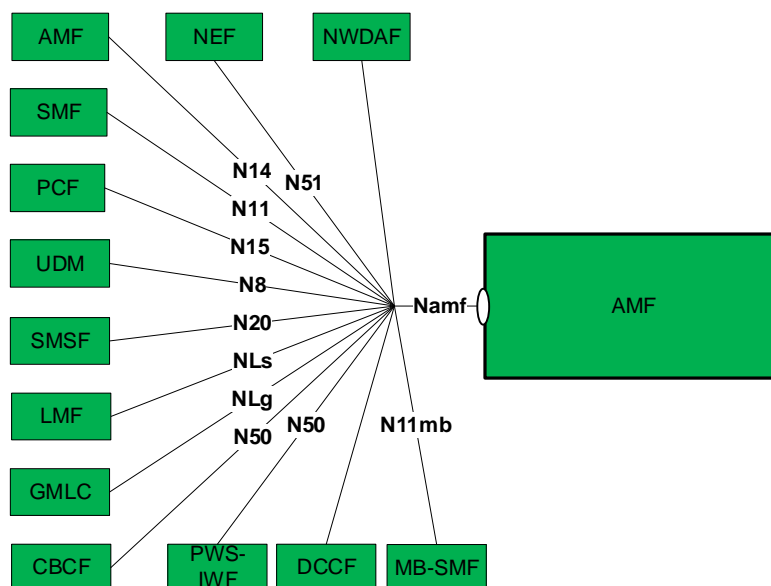 AMF
NEF
NWDAF
SMF
N14
N51
PCF
N11
N15
UDM
N8
Namf
AMF
SMSF
N20
NLs
LMF
NLg
N50
N50
N11mb
GMLC
CBCF
PWS-
IWF
DCCF
MB-SMF